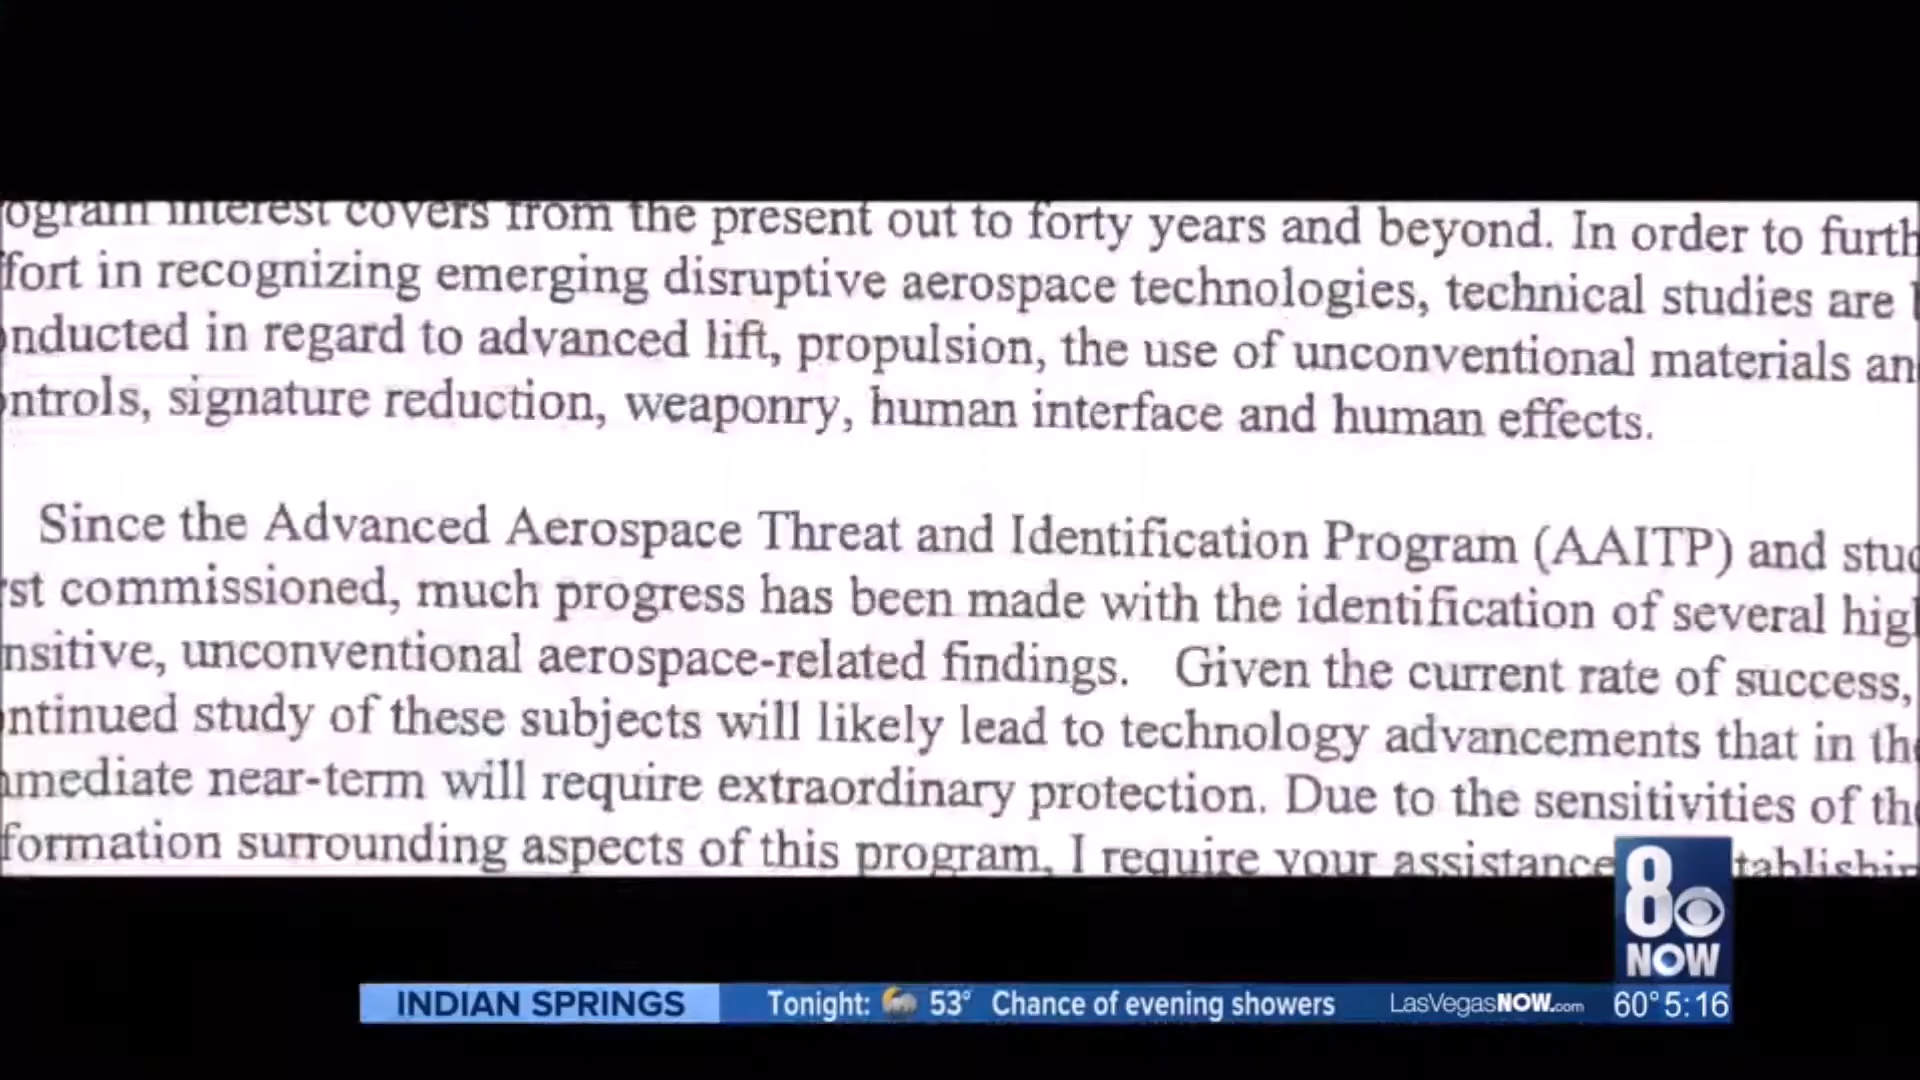 ogram interest covers from the present out to forty years and beyond. In order to furth
fort in recognizing emerging disruptive aerospace technologies, technical studies are
nducted in regard to advanced lift, propulsion, the use of unconventional materials an
ntrols, signature reduction, weaponry, human interface and human effects.
Since the Advanced Aerospace Threat and Identification Program (AAITP) and stud
st commissioned, much progress has been made with the identification of several high
nsitive, unconventional aerospace-related findings. Given the current rate of success,
ntinued study of these subjects will likely lead to technology advancements that in the
mediate near-term will require extraordinary protection. Due to the sensitivities of the
formation surrounding aspects of this program, I require your assistance tablishin
8 NOW
INDIAN SPRINGS Tonight: 53° Chance of evening showers LasVegasNOW.com 60° 5:16